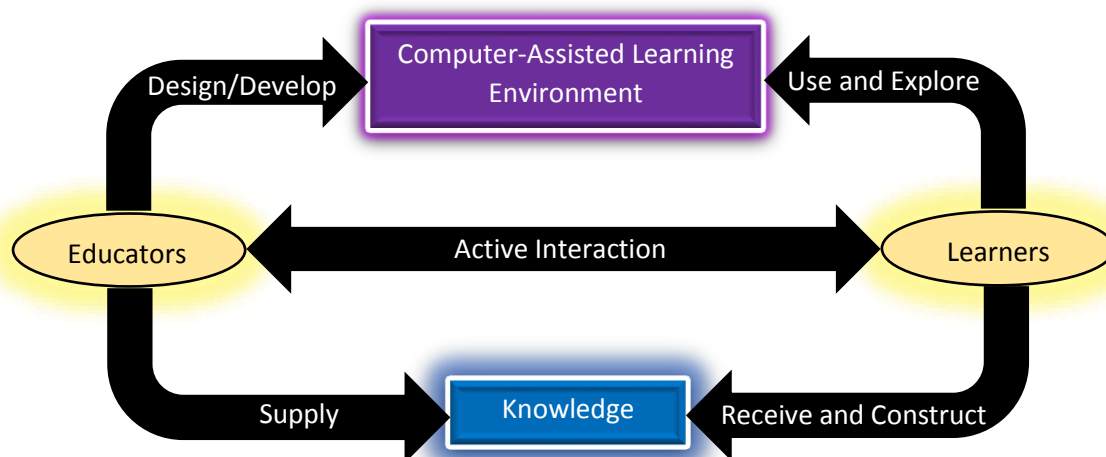 Computer-Assisted Learning
Environment
Design/Develop
Use and Explore
Educators
Active Interaction
Learners
Supply
Knowledge
Receive and Construct